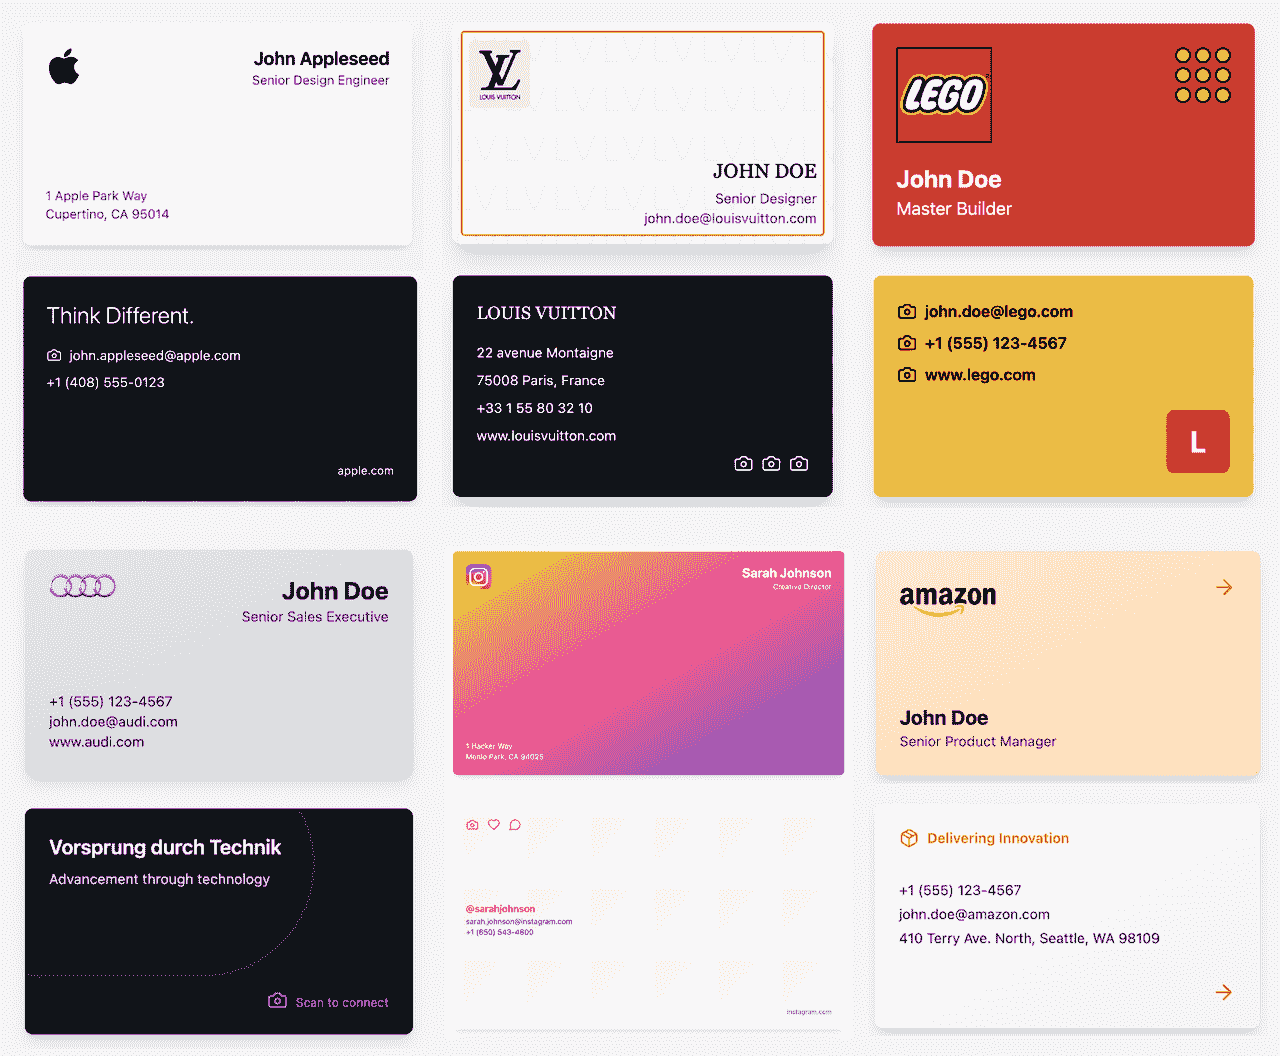 John Appleseed
Senior Design Engineer
1 Apple Park Way
Cupertino, CA 95014
LV
LOUIS VUITTON
JOHN DOE
Senior Designer
john.doe@louisvuitton.com
LEGO
John Doe
Master Builder
Think Different.
john.appleseed@apple.com
+1 (408) 555-0123
apple.com
LOUIS VUITTON
22 avenue Montaigne
75008 Paris, France
+33 1 55 80 32 10
www.louisvuitton.com
john.doe@lego.com
+1 (555) 123-4567
www.lego.com
L
John Doe
Senior Sales Executive
+1 (555) 123-4567
john.doe@audi.com
www.audi.com
Sarah Johnson
Creative Director
1 Hacker Way
Menlo Park, CA 94025
amazon
John Doe
Senior Product Manager
Vorsprung durch Technik
Advancement through technology
Scan to connect
@sarahjohnson
sarah.johnson@instagram.com
+1 (650) 543-4800
instagram.com
Delivering Innovation
+1 (555) 123-4567
john.doe@amazon.com
410 Terry Ave. North, Seattle, WA 98109